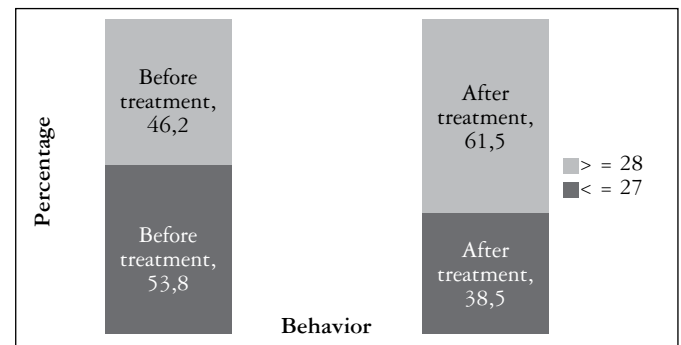 Percentage
Before
treatment,
46,2
Before
treatment,
53,8
After
treatment,
61,5
After
treatment,
38,5
> = 28
< = 27
Behavior